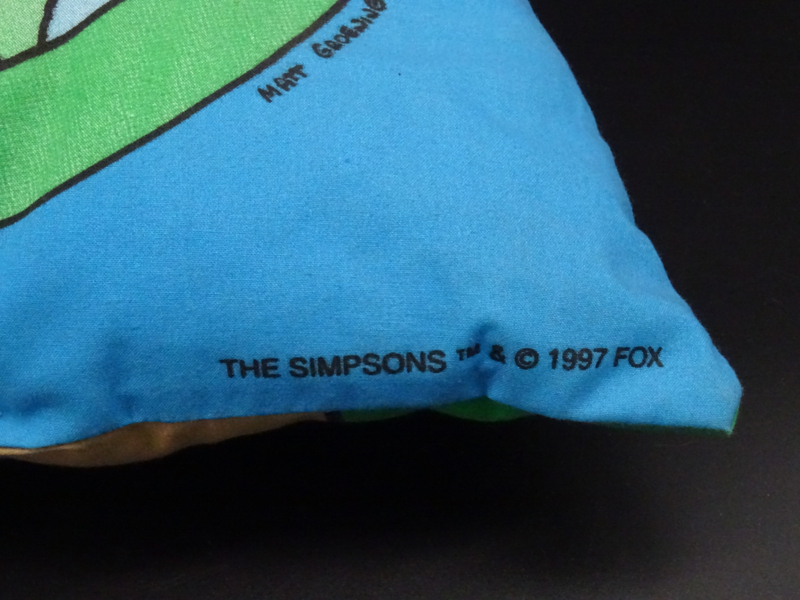 MATT GROENING
THE SIMPSONS ™ & © 1997 FOX